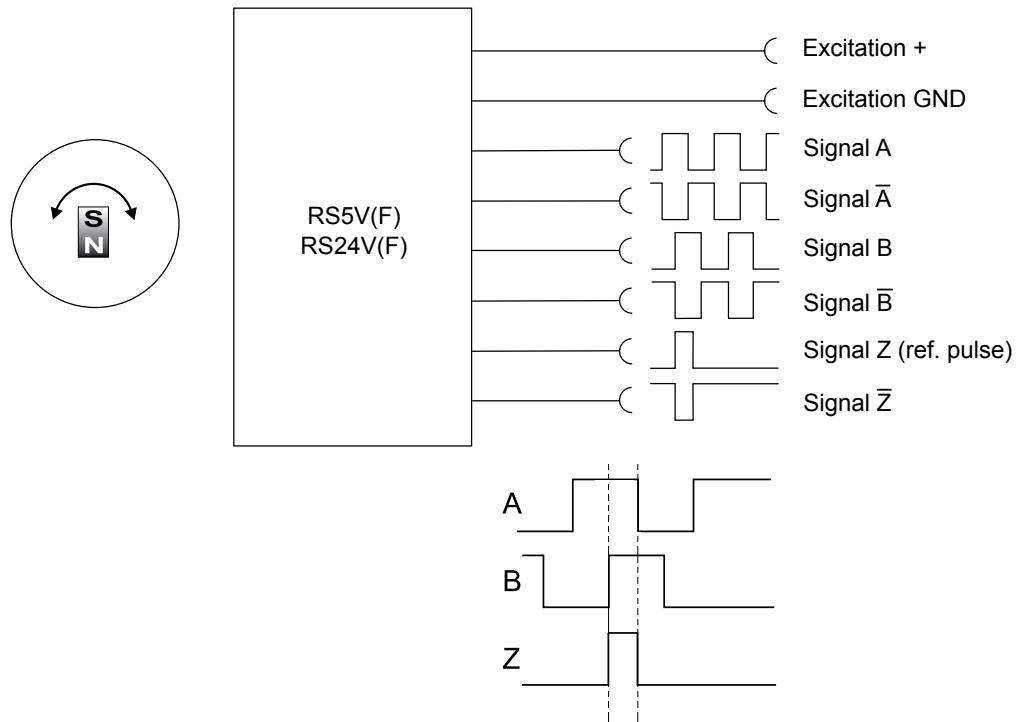 Excitation +
Excitation GND
Signal A
Signal A̅
Signal B
Signal B̅
Signal Z (ref. pulse)
Signal Z̅
S
N
RS5V(F)
RS24V(F)
A
B
Z